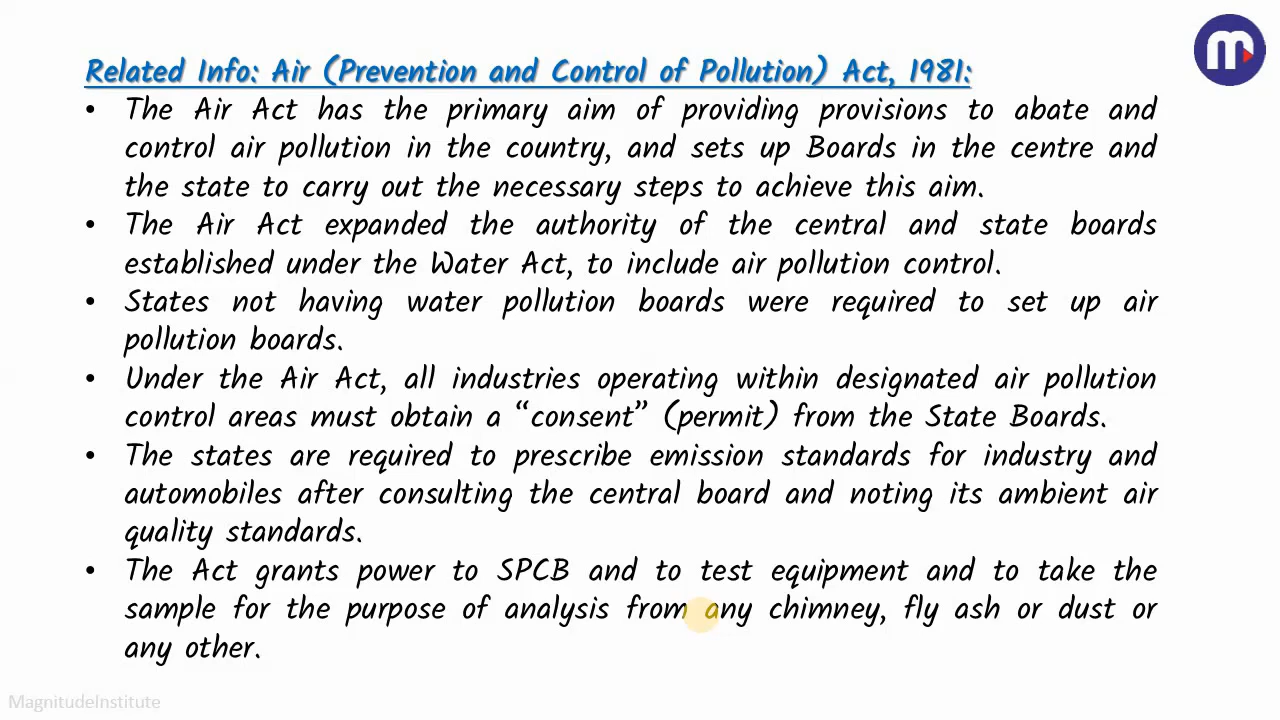 Related Info: Air (Prevention and Control of Pollution) Act, 1981:
• The Air Act has the primary aim of providing provisions to abate and
control air pollution in the country, and sets up Boards in the centre and
the state to carry out the necessary steps to achieve this aim.
• The Air Act expanded the authority of the central and state boards
established under the Water Act, to include air pollution control.
• States not having water pollution boards were required to set up air
pollution boards.
• Under the Air Act, all industries operating within designated air pollution
control areas must obtain a “consent” (permit) from the State Boards.
• The states are required to prescribe emission standards for industry and
automobiles after consulting the central board and noting its ambient air
quality standards.
• The Act grants power to SPCB and to test equipment and to take the
sample for the purpose of analysis from any chimney, fly ash or dust or
any other.
MagnitudeInstitute